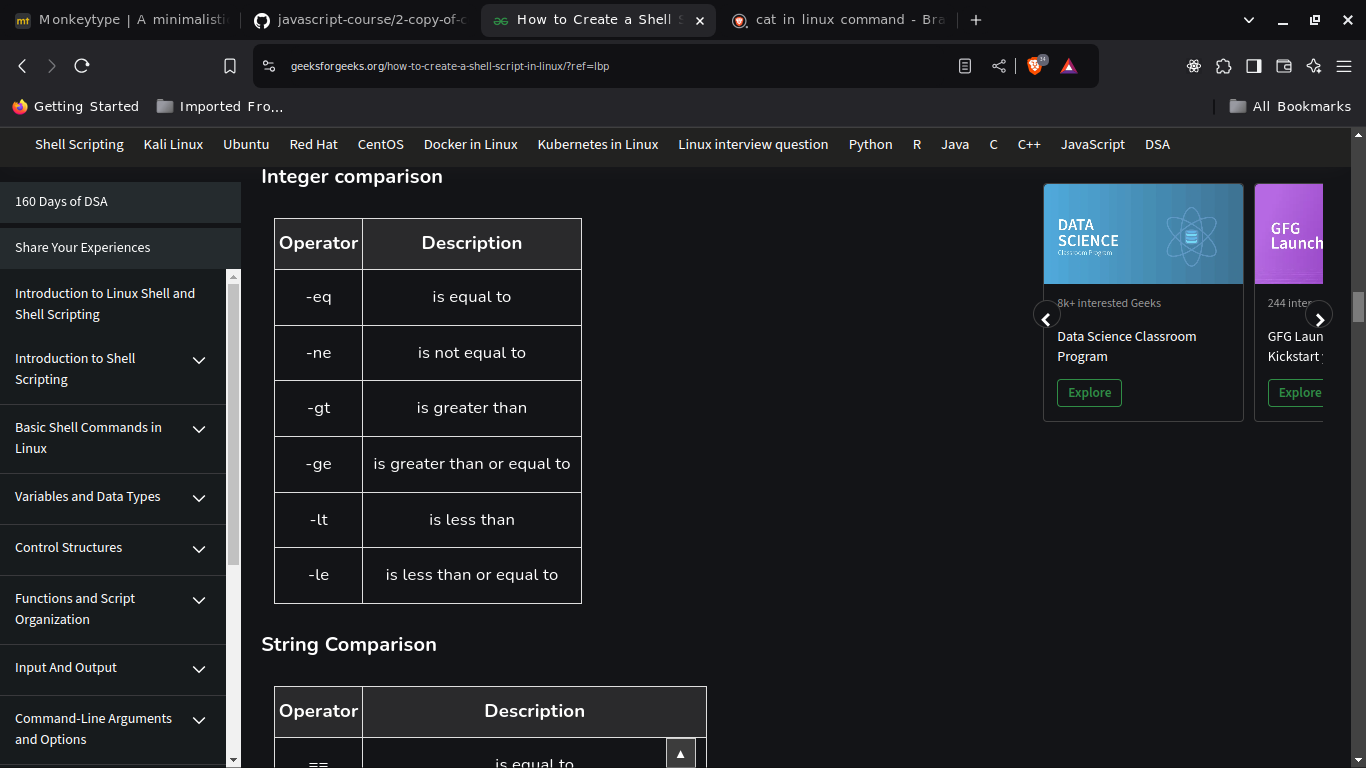 Monkeytype | A minimalisti
javascript-course/2-copy-of-c
How to Create a Shell S
cat in linux command - Bra
geeksforgeeks.org/how-to-create-a-shell-script-in-linux/?ref=lbp
34
Getting Started
Imported Fro...
All Bookmarks
Shell Scripting Kali Linux Ubuntu Red Hat CentOS Docker in Linux Kubernetes in Linux Linux interview question Python R Java C C++ JavaScript DSA
160 Days of DSA
Share Your Experiences
Introduction to Linux Shell and
Shell Scripting
Introduction to Shell
Scripting
Basic Shell Commands in
Linux
Variables and Data Types
Control Structures
Functions and Script
Organization
Input And Output
Command-Line Arguments
and Options
Integer comparison
Operator Description
-eq is equal to
-ne is not equal to
-gt is greater than
-ge is greater than or equal to
-lt is less than
-le is less than or equal to
String Comparison
Operator Description
== is equal to
DATA
SCIENCE
Classroom Program
8k+ interested Geeks
Data Science Classroom
Program
Explore
GFG
Launch
244 inter
GFG Laun
Kickstart
Explore